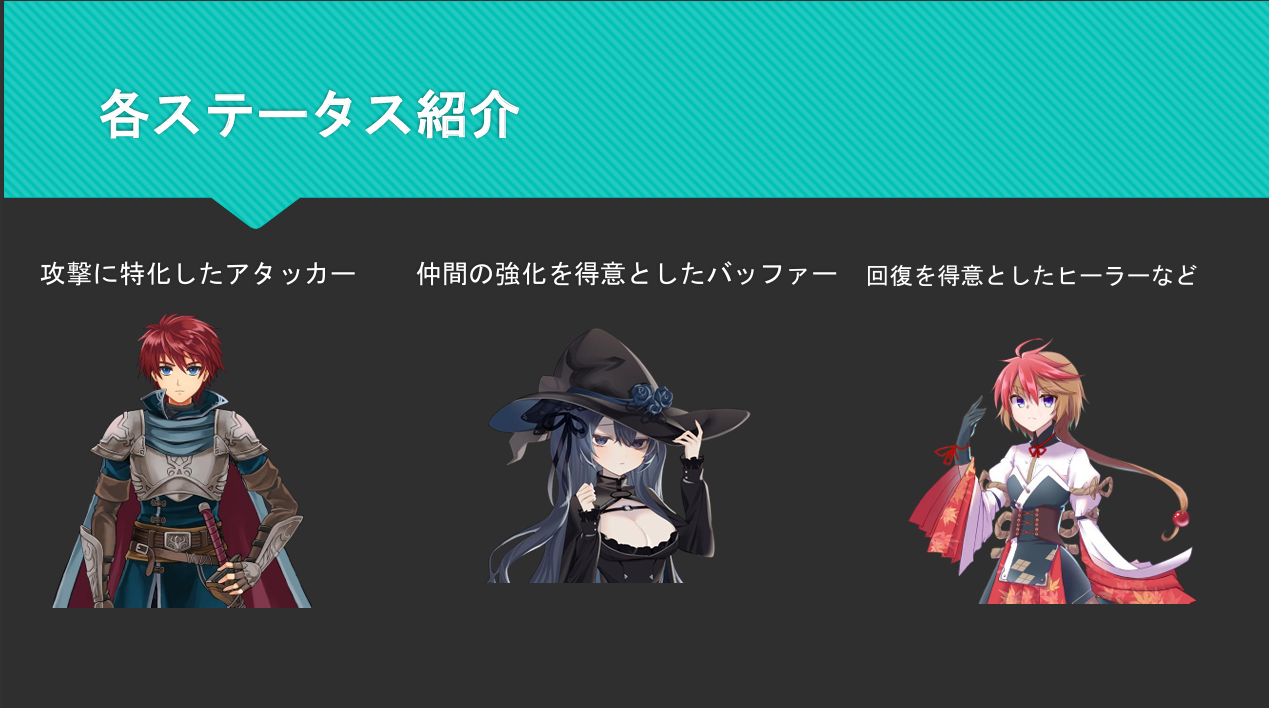 各ステータス紹介
攻撃に特化したアタッカー
仲間の強化を得意としたバッファー
回復を得意としたヒーラーなど